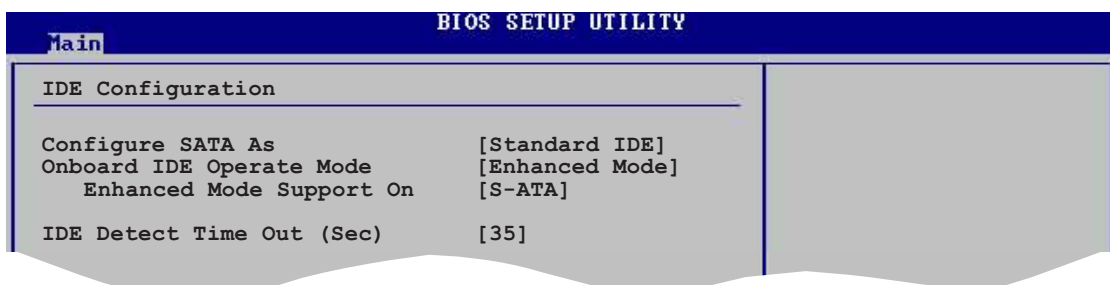 BIOS SETUP UTILITY
Main
IDE Configuration
Configure SATA As [Standard IDE]
Onboard IDE Operate Mode [Enhanced Mode]
Enhanced Mode Support On [S-ATA]
IDE Detect Time Out (Sec) [35]